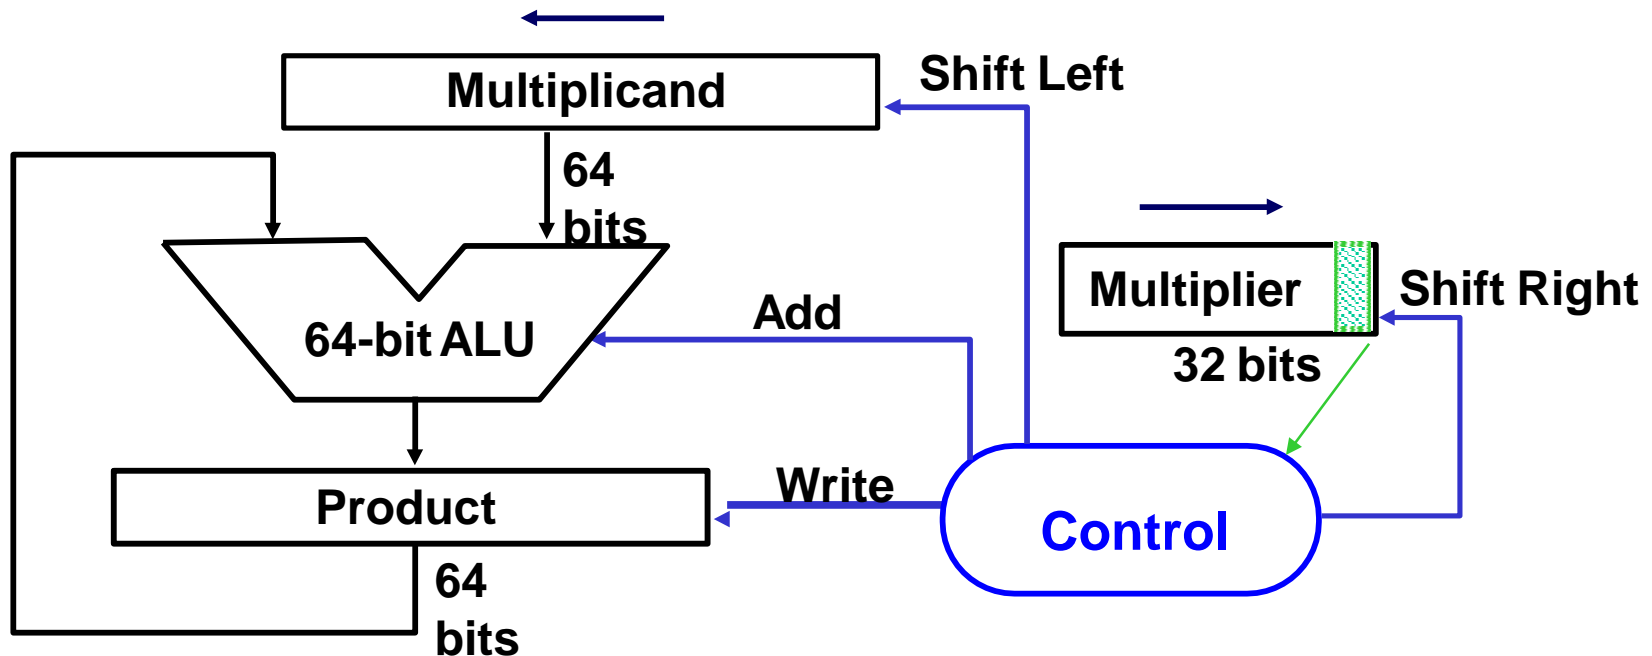 Multiplicand
Shift Left
64
bits
Multiplier
Shift Right
32 bits
64-bit ALU
Add
Product
Write
Control
64
bits